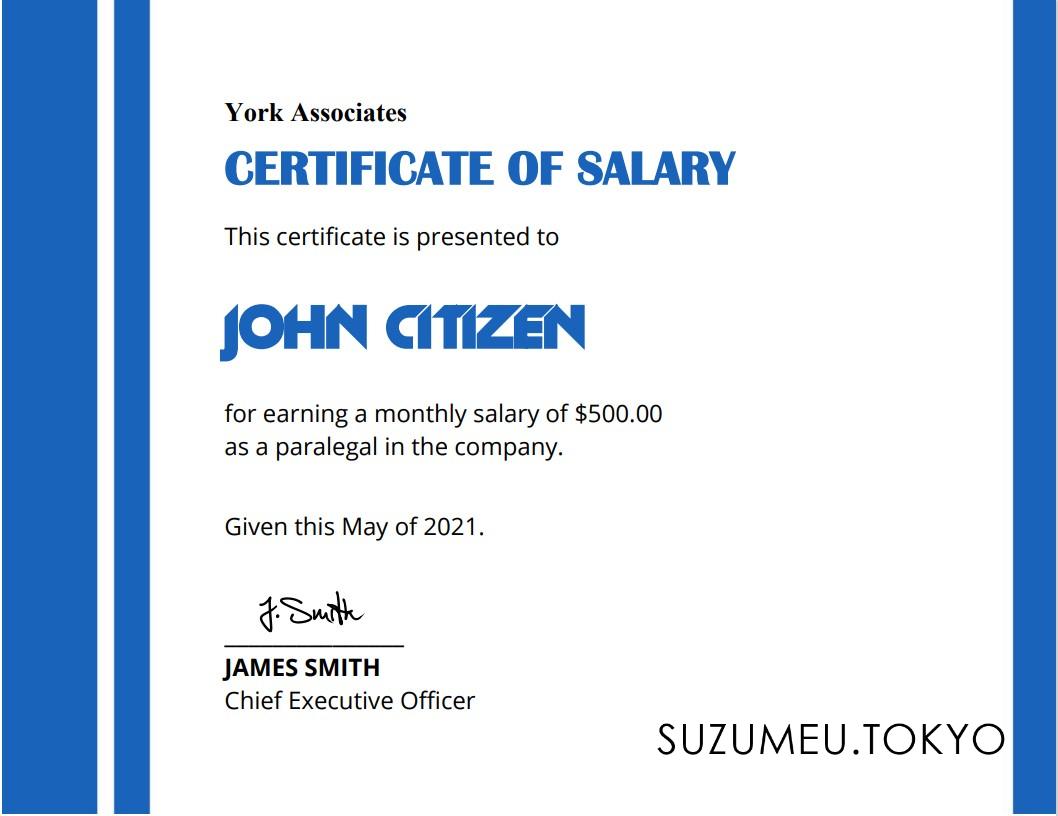 York Associates
CERTIFICATE OF SALARY
This certificate is presented to
JOHN CITIZEN
for earning a monthly salary of $500.00
as a paralegal in the company.
Given this May of 2021.
J. Smith
JAMES SMITH
Chief Executive Officer
SUZUMEU.TOKYO